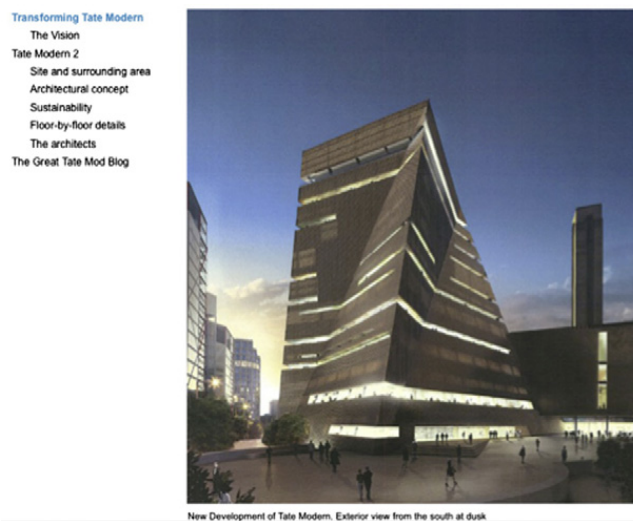 Transforming Tate Modern
The Vision
Tate Modern 2
Site and surrounding area
Architectural concept
Sustainability
Floor-by-floor details
The architects
The Great Tate Mod Blog
New Development of Tate Modern. Exterior view from the south at dusk